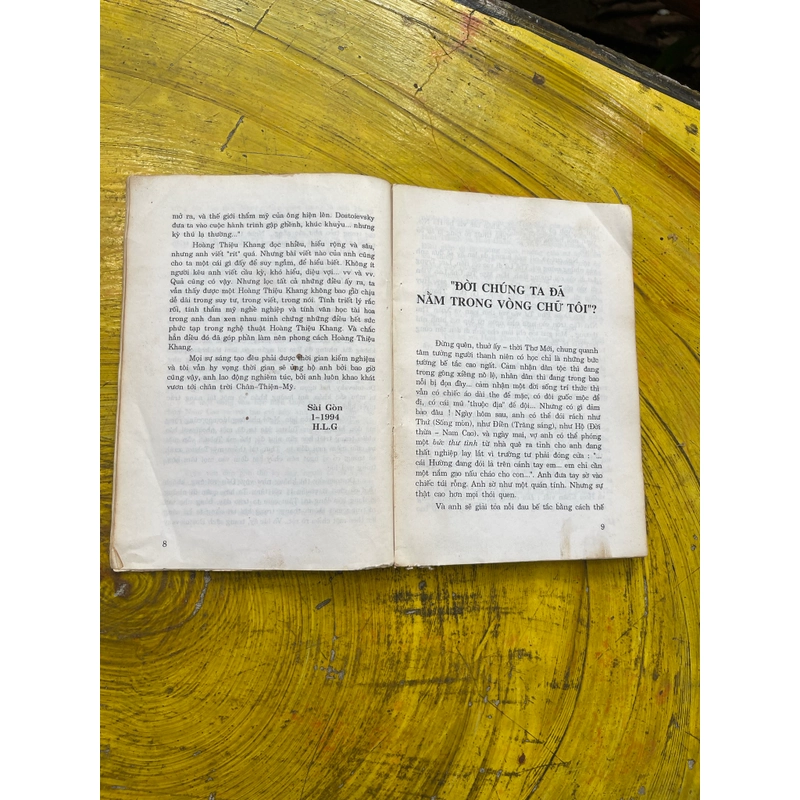 mở ra, và thế giới thẩm mỹ của ông hiện lên. Dostoievsky
đưa ta vào cuộc hành trình gập ghềnh, khúc khuỷu... nhưng
kỳ thú lạ thường..."
Hoàng Thiệu Khang đọc nhiều, hiểu rộng và sâu,
nhưng anh viết "rít" quá. Nhưng bài viết nào của anh cũng
cho ta một cái gì đấy để suy ngẫm, để hiểu biết. Không ít
người kêu anh viết cầu kỳ, khó hiểu, diệu vợi... vv và vv.
Quả cũng có vậy. Nhưng lọc tất cả những điều ấy ra, ta
vẫn thấy được một Hoàng Thiệu Khang không bao giờ chịu
dễ dãi trong suy tư, trong viết, trong nói. Tính triết lý rắc
rối, tính thẩm mỹ nghề nghiệp và tính văn học tài hoa
trong anh đan xen nhau minh chứng những điều hết sức
phức tạp trong nghệ thuật Hoàng Thiệu Khang. Và chắc
hẳn điều đó đã góp phần làm nên phong cách Hoàng Thiệu
Khang.
Mọi sự sáng tạo đều phải được thời gian kiểm nghiệm
và tôi vẫn hy vọng thời gian sẽ ủng hộ anh bởi bao giờ
cũng vậy, anh lao động nghiêm túc, bởi anh luôn khao khát
vươn tới chân trời Chân-Thiện-Mỹ.
Sài Gòn
1-1994
H.L.G
8
"ĐỜI CHÚNG TA ĐÃ
NẰM TRONG VÒNG CHỮ TÔI"?
Đừng quên, thuở ấy – thời Thơ Mới, chung quanh
tâm tưởng người thanh niên có học chỉ là những bức
tường bế tắc cao ngất. Cảm nhận dân tộc thì đang
trong gông xiềng nô lệ, nhân tính thì đang trong bao
nỗi bị đọa đày... cảm nhận một đời sống trí thức thì
vẫn có chiếc áo dài the để mặc, có đôi guốc mộc để
đi, có cái mũ "thuộc địa" để đội... Nhưng có gì đảm
bảo đâu ! Ngày hôm sau, anh có thể đói rách như
Thứ (Sống mòn), như Điền (Trăng sáng), như Hộ (Đời
thừa – Nam Cao), và ngày mai, vợ anh có thể phóng
một bức thư tình từ nhà quê ra tỉnh cho anh đang
thất nghiệp lay lắt vì trường tư phải đóng cửa : "...
cái Hường đang đói lả trên cánh tay em... em chỉ cần
một nắm gạo nấu cháo cho con...". Anh đưa tay sờ vào
chiếc túi rỗng. Anh sờ như một quán tính. Nhưng sự
thật cao hơn mọi thói quen.
Và anh sẽ giải tỏa nỗi đau bế tắc bằng cách thế
9